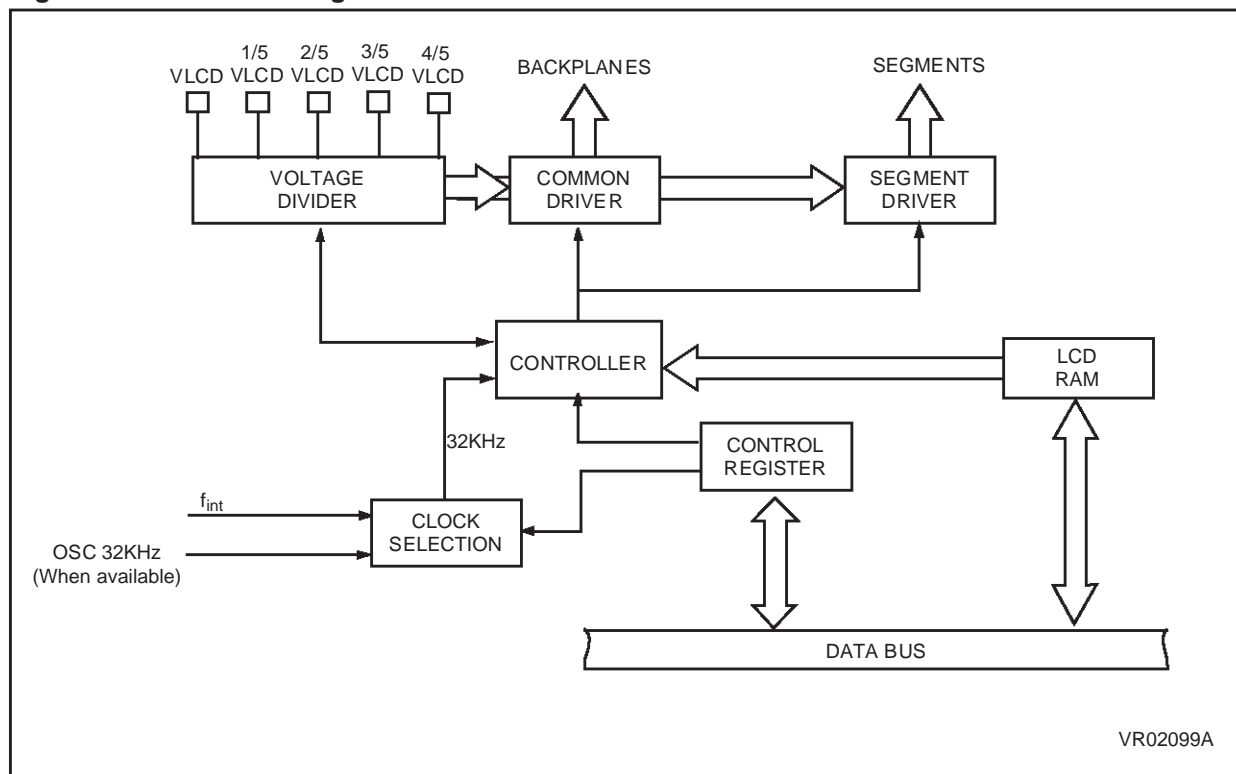 1/5 2/5 3/5 4/5
VLCD VLCD VLCD VLCD VLCD
BACKPLANES
SEGMENTS
VOLTAGE
DIVIDER
COMMON
DRIVER
SEGMENT
DRIVER
CONTROLLER
LCD
RAM
32KHz
CONTROL
REGISTER
fint
CLOCK
SELECTION
OSC 32KHz
(When available)
DATA BUS
VR02099A